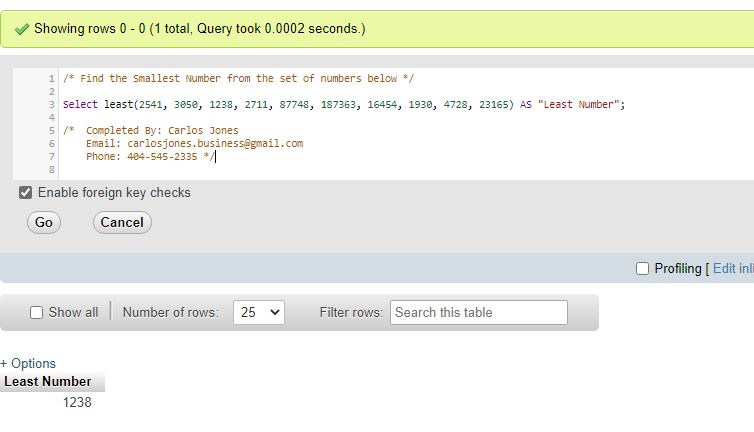 Showing rows 0 - 0 (1 total, Query took 0.0002 seconds.)
1 /* Find the Smallest Number from the set of numbers below */
2
3 Select least(2541, 3050, 1238, 2711, 87748, 187363, 16454, 1930, 4728, 23165) AS "Least Number";
4
5 /* Completed By: Carlos Jones
6 Email: carlosjones.business@gmail.com
7 Phone: 404-545-2335 */
8
Enable foreign key checks
Go Cancel
Profiling [ Edit inl
Show all Number of rows: 25 Filter rows: Search this table
+ Options
Least Number
1238